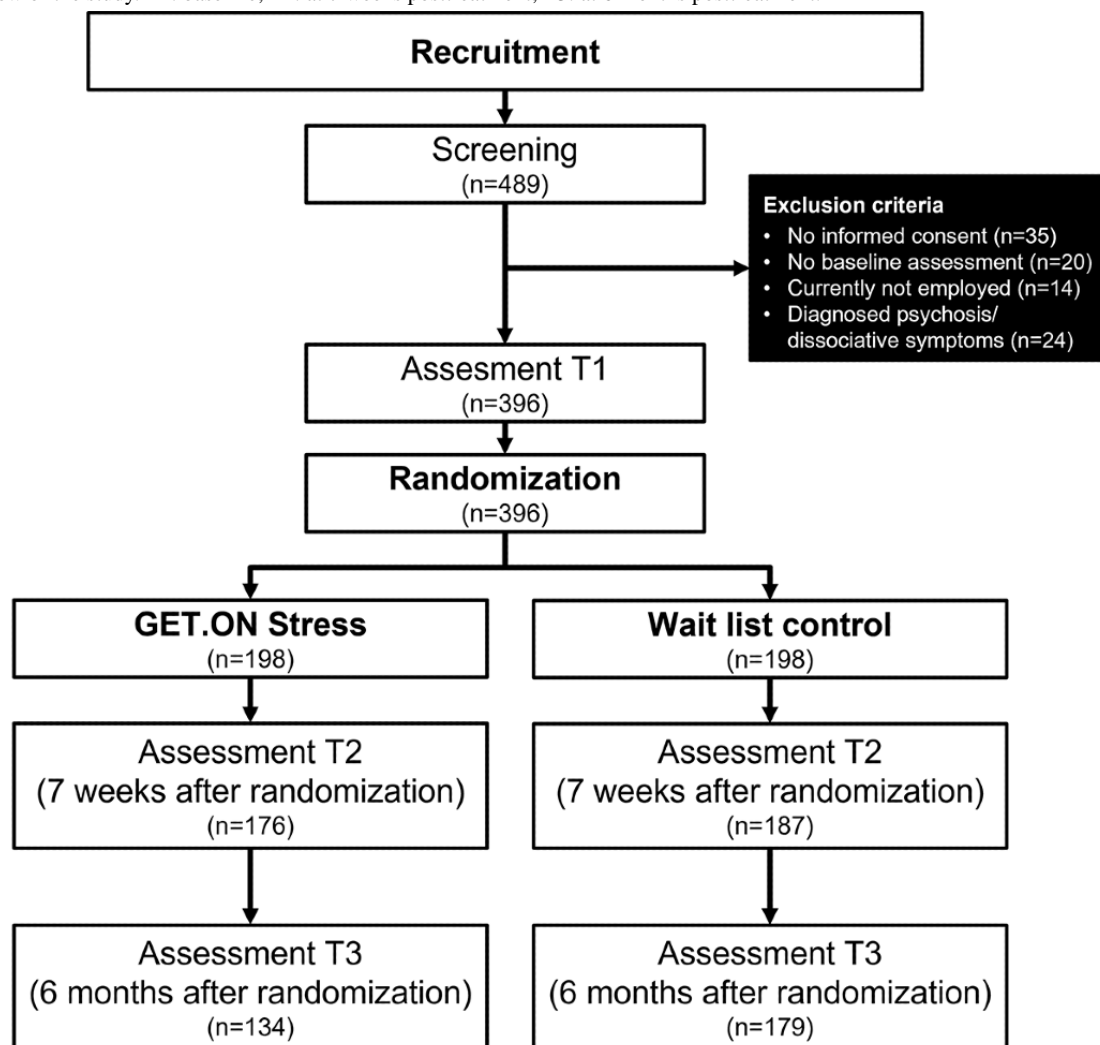 Recruitment
Screening
(n=489)
Exclusion criteria
• No informed consent (n=35)
• No baseline assessment (n=20)
• Currently not employed (n=14)
• Diagnosed psychosis/
dissociative symptoms (n=24)
Assesment T1
(n=396)
Randomization
(n=396)
GET.ON Stress
(n=198)
Wait list control
(n=198)
Assessment T2
(7 weeks after randomization)
(n=176)
Assessment T2
(7 weeks after randomization)
(n=187)
Assessment T3
(6 months after randomization)
(n=134)
Assessment T3
(6 months after randomization)
(n=179)